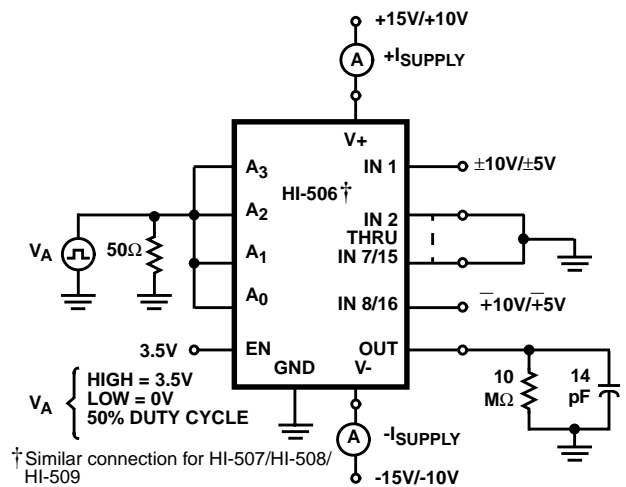 +15V/+10V
A +ISUPPLY
V+
A3 IN 1 ±10V/±5V
HI-506†
A2 IN 2
THRU
VA 50Ω A1 IN 7/15
A0 IN 8/16 ∓10V/∓5V
3.5V EN OUT
GND V-
VA { HIGH = 3.5V
LOW = 0V
50% DUTY CYCLE
10 MΩ
14 pF
A -ISUPPLY
†Similar connection for HI-507/HI-508/
HI-509
-15V/-10V